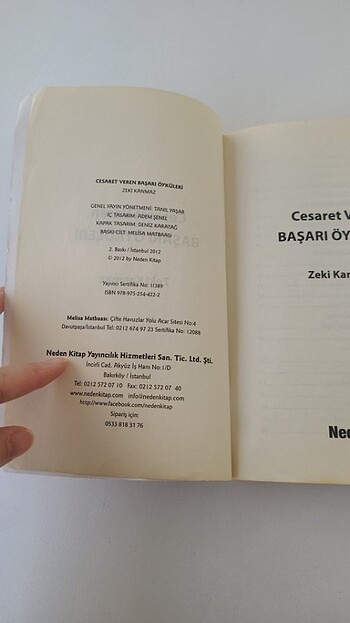 CESARET VEREN BAŞARI ÖYKÜLERİ
ZEKİ KANMAZ
GENEL YAYIN YÖNETMENİ: TANIL YAŞAR
İÇ TASARIM: ADEM ŞENEL
KAPAK TASARIM: DENİZ KARATAĞ
BASKI-CİLT: MELİSA MATBAASI
2. Baskı / İstanbul 2012
© 2012 by Neden Kitap
Yayıncı Sertifika No: 11389
ISBN 978-975-254-422-2
Melisa Matbaası: Çifte Havuzlar Yolu Acar Sitesi No:4
Davutpaşa/İstanbul Tel: 0212 674 97 23 Sertifika No: 12088
Neden Kitap Yayıncılık Hizmetleri San. Tic. Ltd. Şti.
İncirli Cad. Akyüz İş Hanı No:1/D
Bakırköy / İstanbul
Tel: 0212 572 07 10 Fax: 0212 572 07 40
www.nedenkitap.com info@nedenkitap.com
http://www.facebook.com/nedenkitap
Sipariş için:
0533 818 31 76
Cesaret V
BAŞARI ÖY
Zeki Kan
Ned